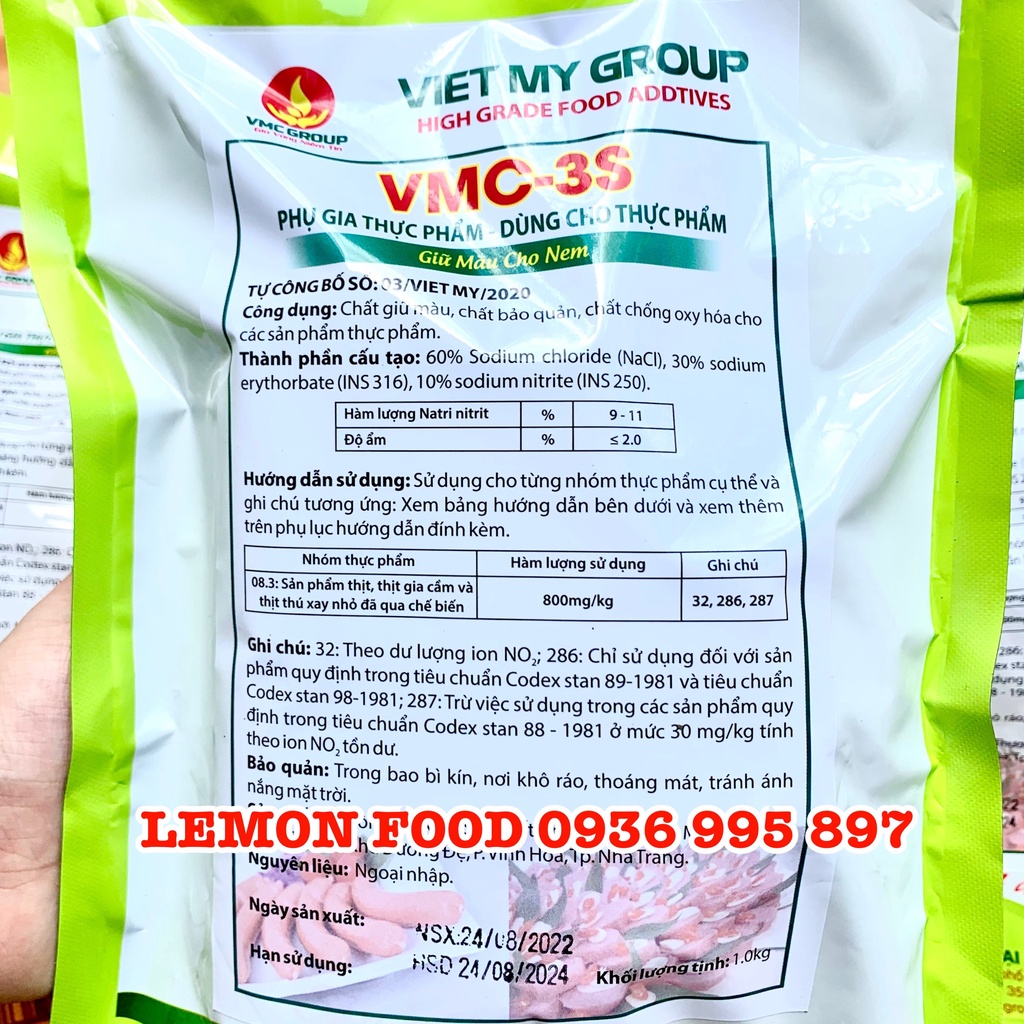 VMC GROUP
Giữ Vững Niềm Tin
VIET MY GROUP
HIGH GRADE FOOD ADDTIVES
VMC-3S
PHỤ GIA THỰC PHẨM - DÙNG CHO THỰC PHẨM
Giữ Màu Cho Nem
TỰ CÔNG BỐ SỐ: 03/VIET MY/2020
Công dụng: Chất giữ màu, chất bảo quản, chất chống oxy hóa cho
các sản phẩm thực phẩm.
Thành phần cấu tạo: 60% Sodium chloride (NaCl), 30% sodium
erythorbate (INS 316), 10% sodium nitrite (INS 250).
Hàm lượng Natri nitrit % 9 - 11
Độ ẩm % ≤ 2.0
Hướng dẫn sử dụng: Sử dụng cho từng nhóm thực phẩm cụ thể và
ghi chú tương ứng: Xem bảng hướng dẫn bên dưới và xem thêm
trên phụ lục hướng dẫn đính kèm.
Nhóm thực phẩm Hàm lượng sử dụng Ghi chú
08.3: Sản phẩm thịt, thịt gia cầm và
thịt thú xay nhỏ đã qua chế biến 800mg/kg 32, 286, 287
Ghi chú: 32: Theo dư lượng ion NO2; 286: Chỉ sử dụng đối với sản
phẩm quy định trong tiêu chuẩn Codex stan 89-1981 và tiêu chuẩn
Codex stan 98-1981; 287: Trừ việc sử dụng trong các sản phẩm quy
định trong tiêu chuẩn Codex stan 88 - 1981 ở mức 30 mg/kg tính
theo ion NO2 tồn dư.
Bảo quản: Trong bao bì kín, nơi khô ráo, thoáng mát, tránh ánh
nắng mặt trời.
LEMON FOOD 0936 995 897
Dương Đệ, P. Vĩnh Hòa, Tp. Nha Trang.
Nguyên liệu: Ngoại nhập.
Ngày sản xuất: NSX:24/08/2022
Hạn sử dụng: HSD 24/08/2024
Khối lượng tịnh: 1.0kg